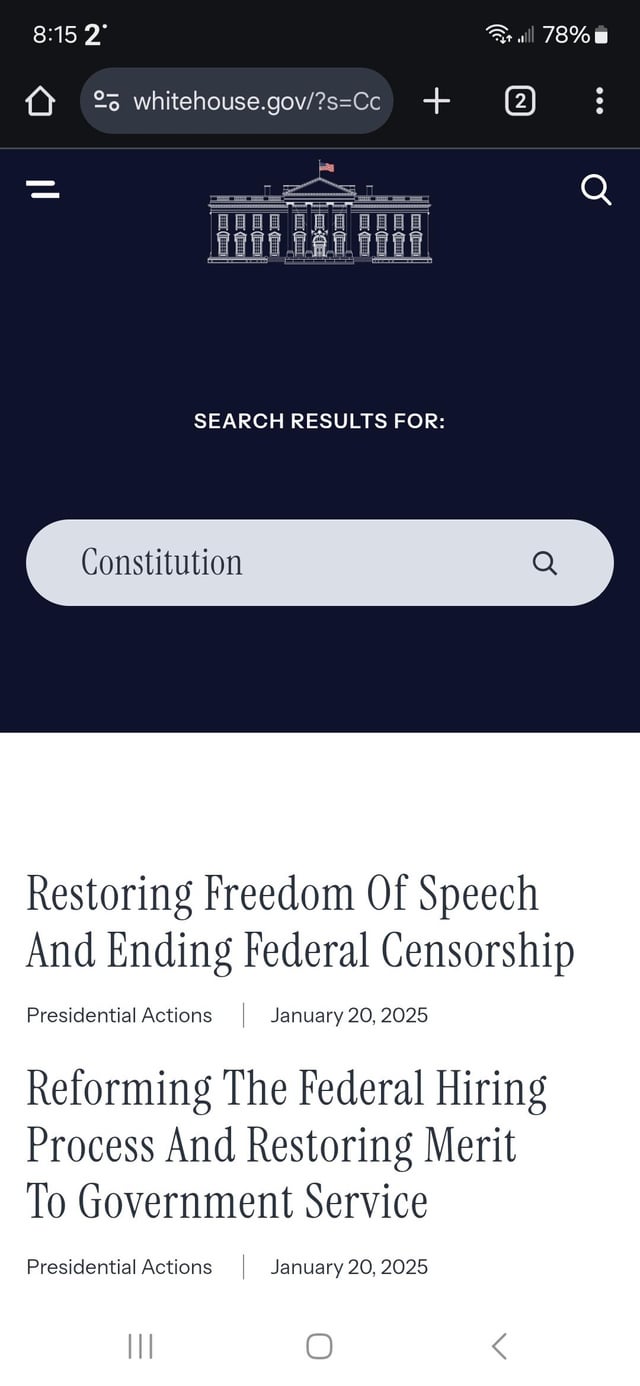 8:15 2°
78%
whitehouse.gov/?s=Cc
2
SEARCH RESULTS FOR:
Constitution
Restoring Freedom Of Speech
And Ending Federal Censorship
Presidential Actions | January 20, 2025
Reforming The Federal Hiring
Process And Restoring Merit
To Government Service
Presidential Actions | January 20, 2025